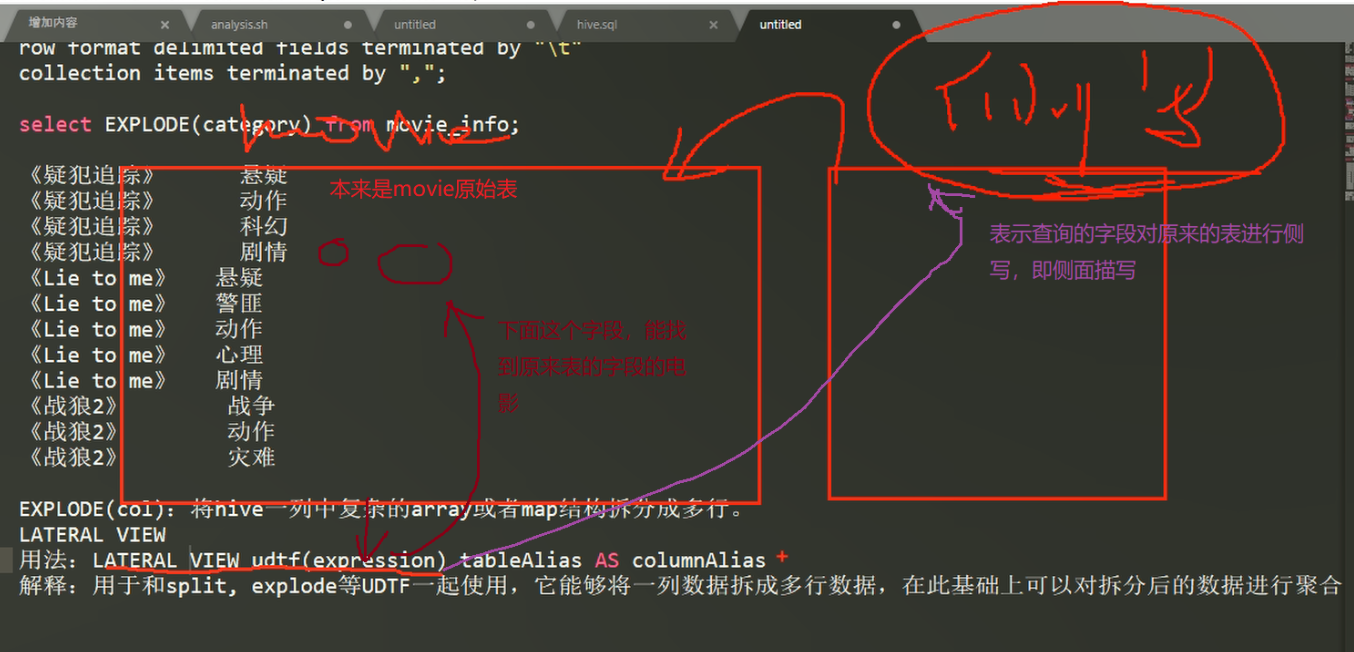 增加内容 analysis.sh untitled hive.sql untitled
row format delimited fields terminated by "\t"
collection items terminated by ",";
select EXPLODE(category) from movie_info;
movie
《疑犯追踪》 悬疑
《疑犯追踪》 动作
《疑犯追踪》 科幻
《疑犯追踪》 剧情
《Lie to me》 悬疑
《Lie to me》 警匪
《Lie to me》 动作
《Lie to me》 心理
《Lie to me》 剧情
《战狼2》 战争
《战狼2》 动作
《战狼2》 灾难
本来是movie原始表
下面这个字段，能找
到原来表的字段的电
影
表示查询的字段对原来的表进行侧
写，即侧面描写
EXPLODE(col)：将hive一列中复杂的array或者map结构拆分成多行。
LATERAL VIEW
用法：LATERAL VIEW udtf(expression) tableAlias AS columnAlias
解释：用于和split, explode等UDTF一起使用，它能够将一列数据拆成多行数据，在此基础上可以对拆分后的数据进行聚合